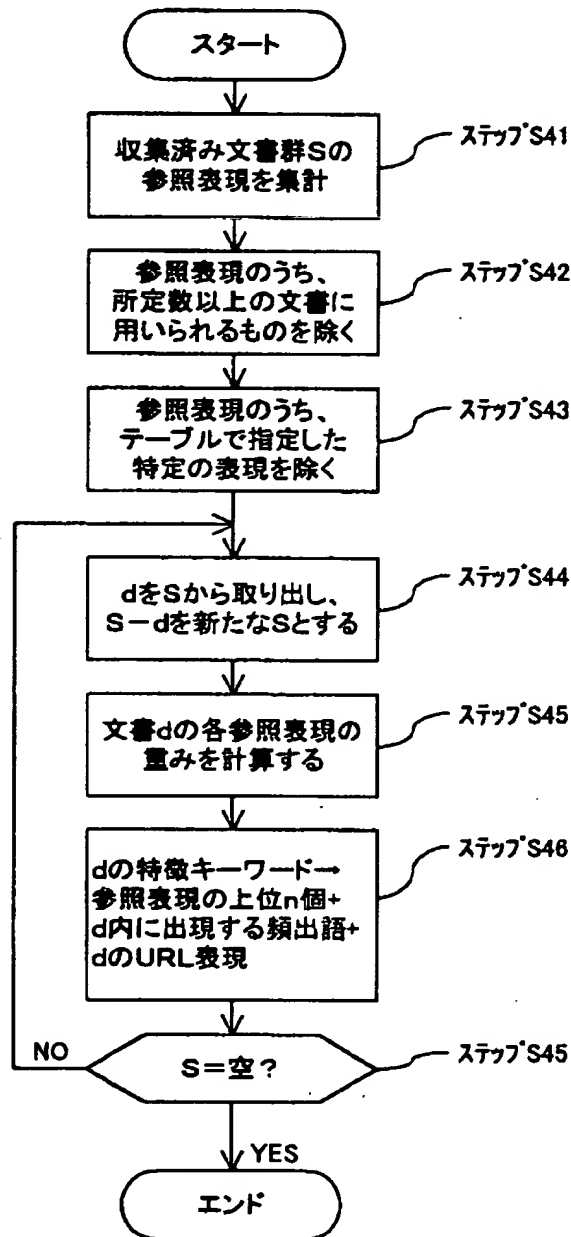 スタート
収集済み文書群Sの
参照表現を集計
ステップS41
参照表現のうち、
所定数以上の文書に
用いられるものを除く
ステップS42
参照表現のうち、
テーブルで指定した
特定の表現を除く
ステップS43
dをSから取り出し、
S－dを新たなSとする
ステップS44
文書dの各参照表現の
重みを計算する
ステップS45
dの特徴キーワード→
参照表現の上位n個+
d内に出現する頻出語+
dのURL表現
ステップS46
NO
S＝空？
ステップS45
YES
エンド